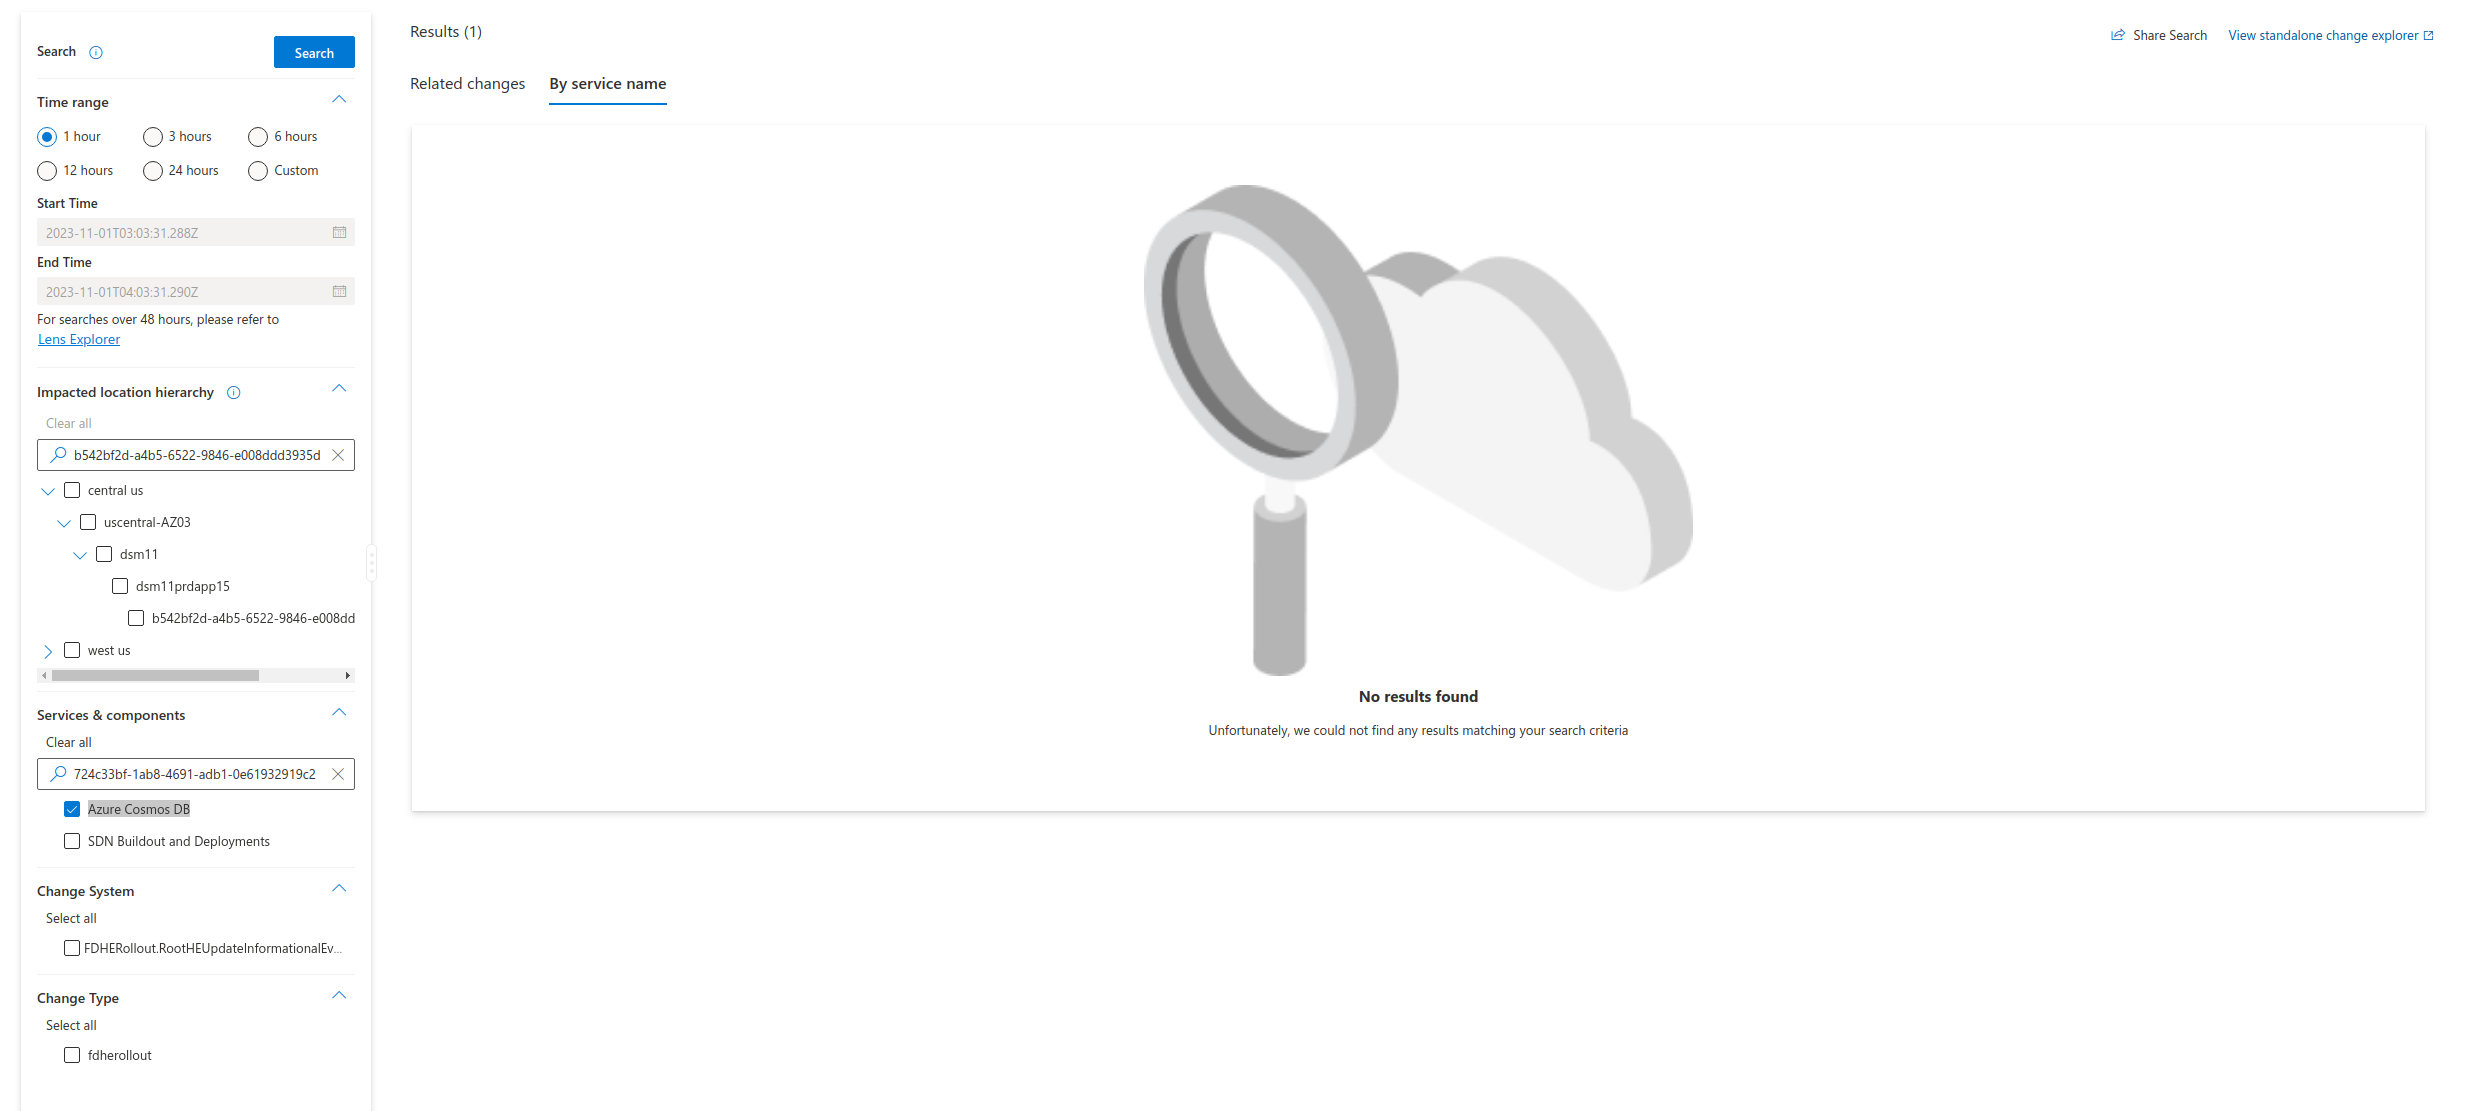 Search
Search
Time range
1 hour
3 hours
6 hours
12 hours
24 hours
Custom
Start Time
2023-11-01T03:03:31.288Z
End Time
2023-11-01T04:03:31.290Z
For searches over 48 hours, please refer to
Lens Explorer
Impacted location hierarchy
Clear all
b542bf2d-a4b5-6522-9846-e008ddd3935d
central us
uscentral-AZ03
dsm11
dsm11prdapp15
b542bf2d-a4b5-6522-9846-e008dd
west us
Services & components
Clear all
724c33bf-1ab8-4691-adb1-0e61932919c2
Azure Cosmos DB
SDN Buildout and Deployments
Change System
Select all
FDHERollout.RootHEUpdateInformationalEv...
Change Type
Select all
fdherollout
Results (1)
Share Search
View standalone change explorer
Related changes
By service name
No results found
Unfortunately, we could not find any results matching your search criteria